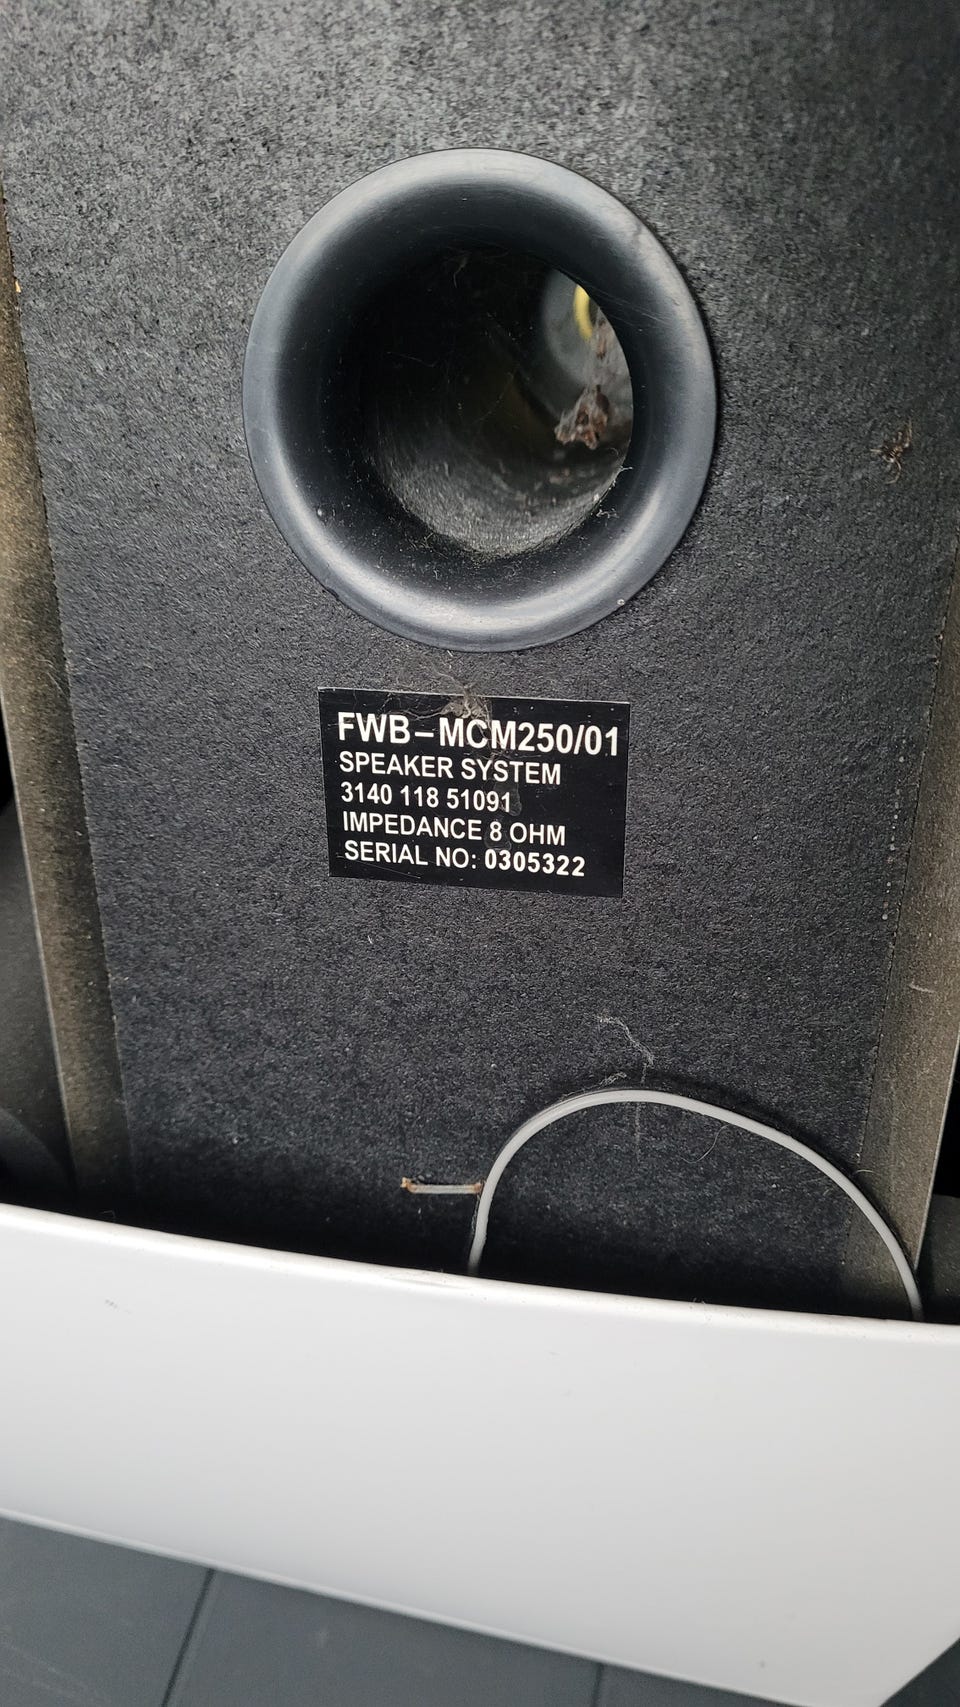 FWB-MCM250/01
SPEAKER SYSTEM
3140 118 51091
IMPEDANCE 8 OHM
SERIAL NO: 0305322